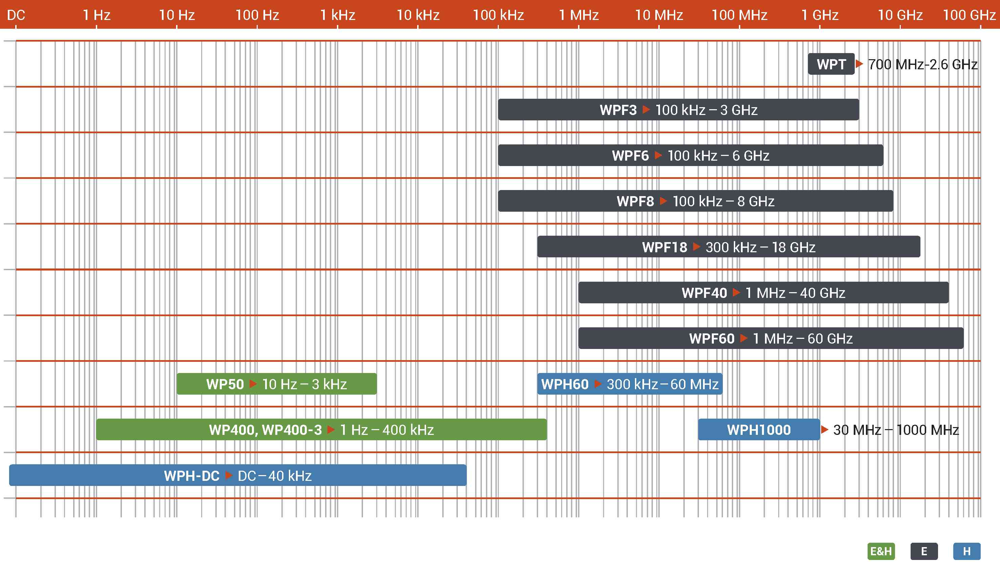 DC 1 Hz 10 Hz 100 Hz 1 kHz 10 kHz 100 kHz 1 MHz 10 MHz 100 MHz 1 GHz 10 GHz 100 GHz
WPT 700 MHz-2.6 GHz
WPF3 100 kHz – 3 GHz
WPF6 100 kHz – 6 GHz
WPF8 100 kHz – 8 GHz
WPF18 300 kHz – 18 GHz
WPF40 1 MHz – 40 GHz
WPF60 1 MHz – 60 GHz
WP50 10 Hz – 3 kHz WPH60 300 kHz – 60 MHz
WP400, WP400-3 1 Hz – 400 kHz WPH1000 30 MHz – 1000 MHz
WPH-DC DC – 40 kHz
E&H E H